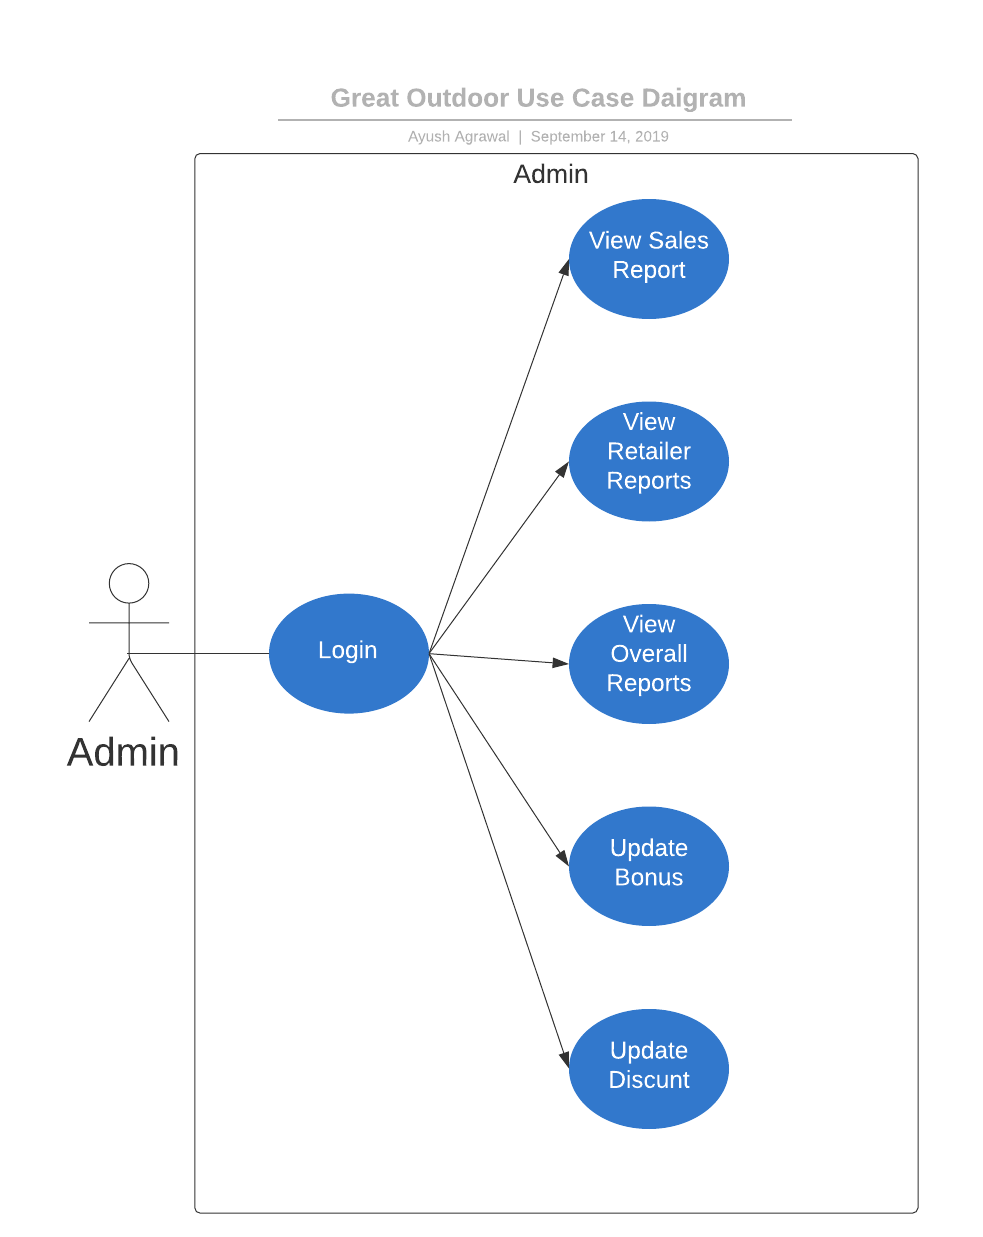 Great Outdoor Use Case Daigram
Ayush Agrawal | September 14, 2019
Admin
View Sales
Report
View
Retailer
Reports
Login
View
Overall
Reports
Admin
Update
Bonus
Update
Discunt